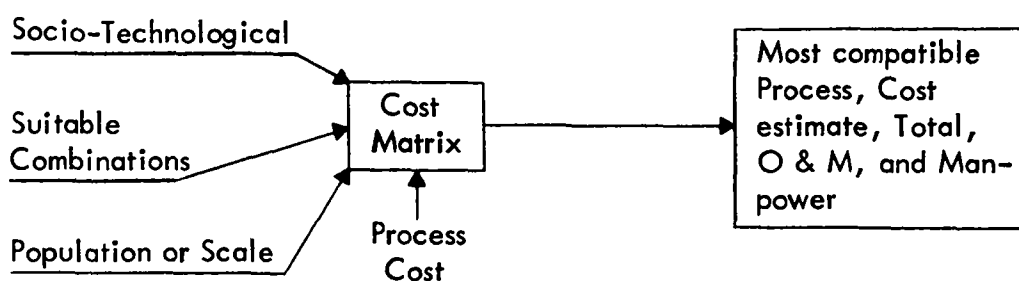 Socio-Technological
Suitable
Combinations
Population or Scale
Cost
Matrix
Process
Cost
Most compatible
Process, Cost
estimate, Total,
O & M, and Man-
power